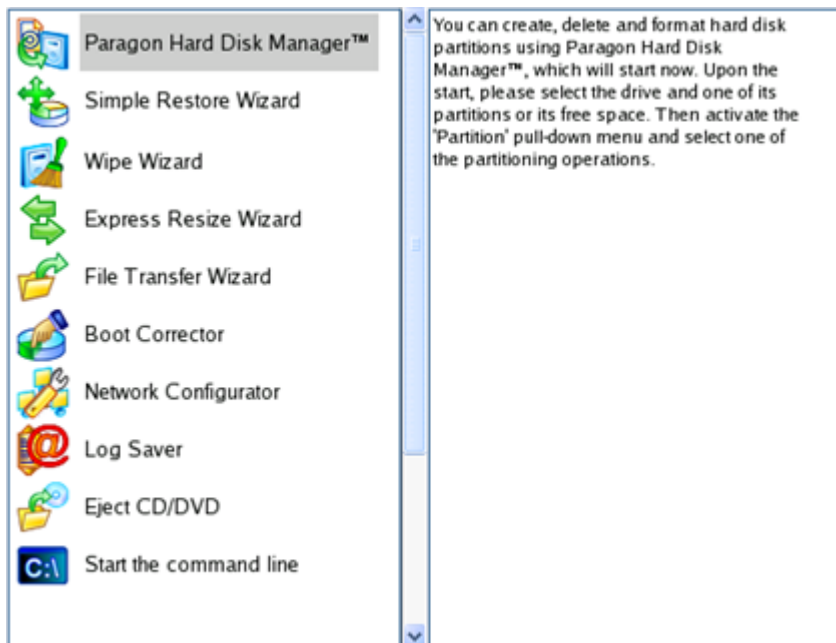 Paragon Hard Disk Manager™
Simple Restore Wizard
Wipe Wizard
Express Resize Wizard
File Transfer Wizard
Boot Corrector
Network Configurator
Log Saver
Eject CD/DVD
C:\
Start the command line
You can create, delete and format hard disk
partitions using Paragon Hard Disk
Manager™, which will start now. Upon the
start, please select the drive and one of its
partitions or its free space. Then activate the
'Partition' pull-down menu and select one of
the partitioning operations.